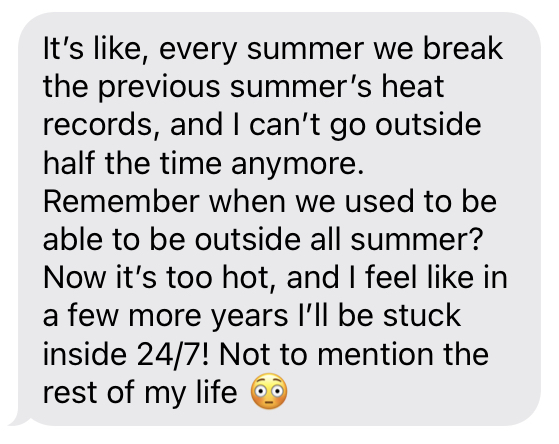 It’s like, every summer we break
the previous summer’s heat
records, and I can’t go outside
half the time anymore.
Remember when we used to be
able to be outside all summer?
Now it’s too hot, and I feel like in
a few more years I’ll be stuck
inside 24/7! Not to mention the
rest of my life 😳